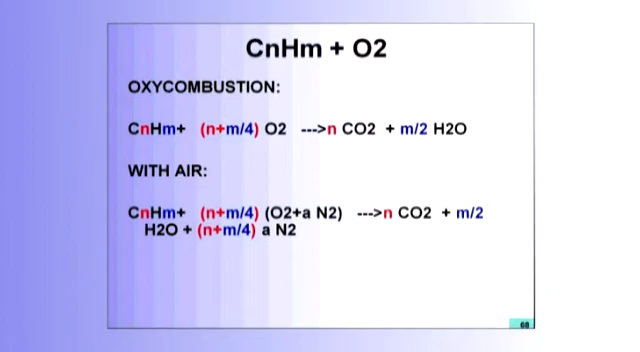 CnHm + O2
OXYCOMBUSTION:
CnHm+ (n+m/4) O2 --->n CO2 + m/2 H2O
WITH AIR:
CnHm+ (n+m/4) (O2+a N2) --->n CO2 + m/2
H2O + (n+m/4) a N2
68